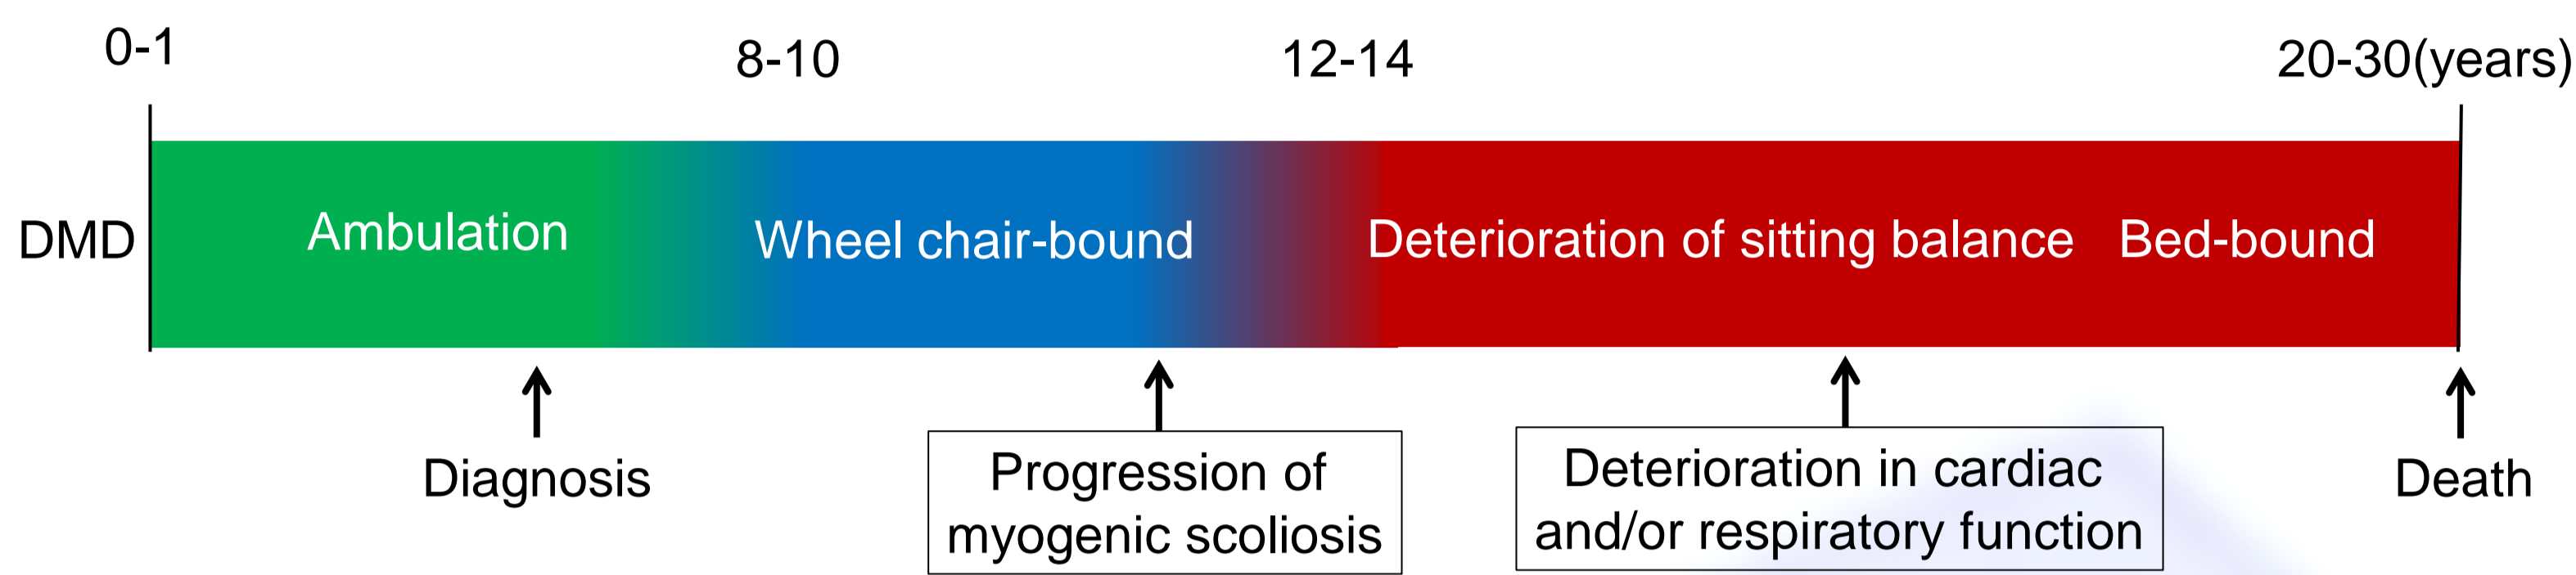 0-1
8-10
12-14
20-30(years)
DMD
Ambulation
Wheel chair-bound
Deterioration of sitting balance
Bed-bound
Diagnosis
Progression of
myogenic scoliosis
Deterioration in cardiac
and/or respiratory function
Death